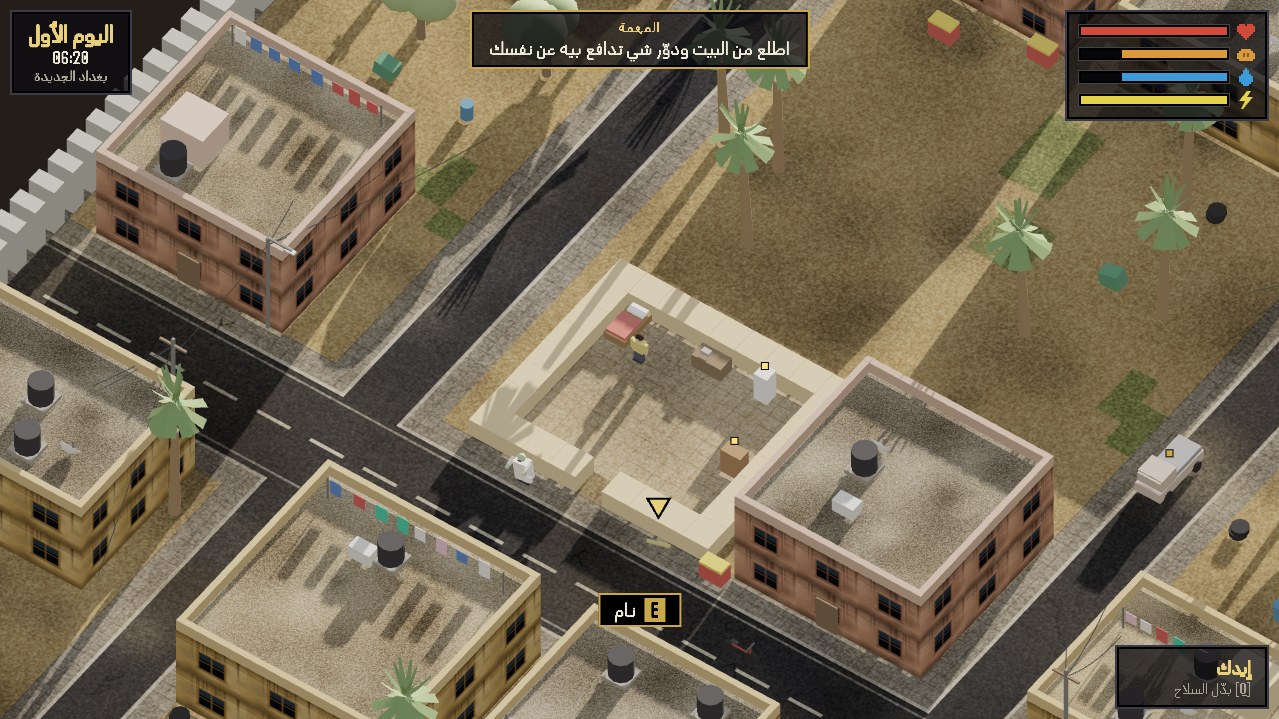 اليوم الأول
06:20
بغداد الجديدة
المهمة
اطلع من البيت ودوّر شي تدافع بيه عن نفسك
E نام
إيدك
[Q] بدّل السلاح